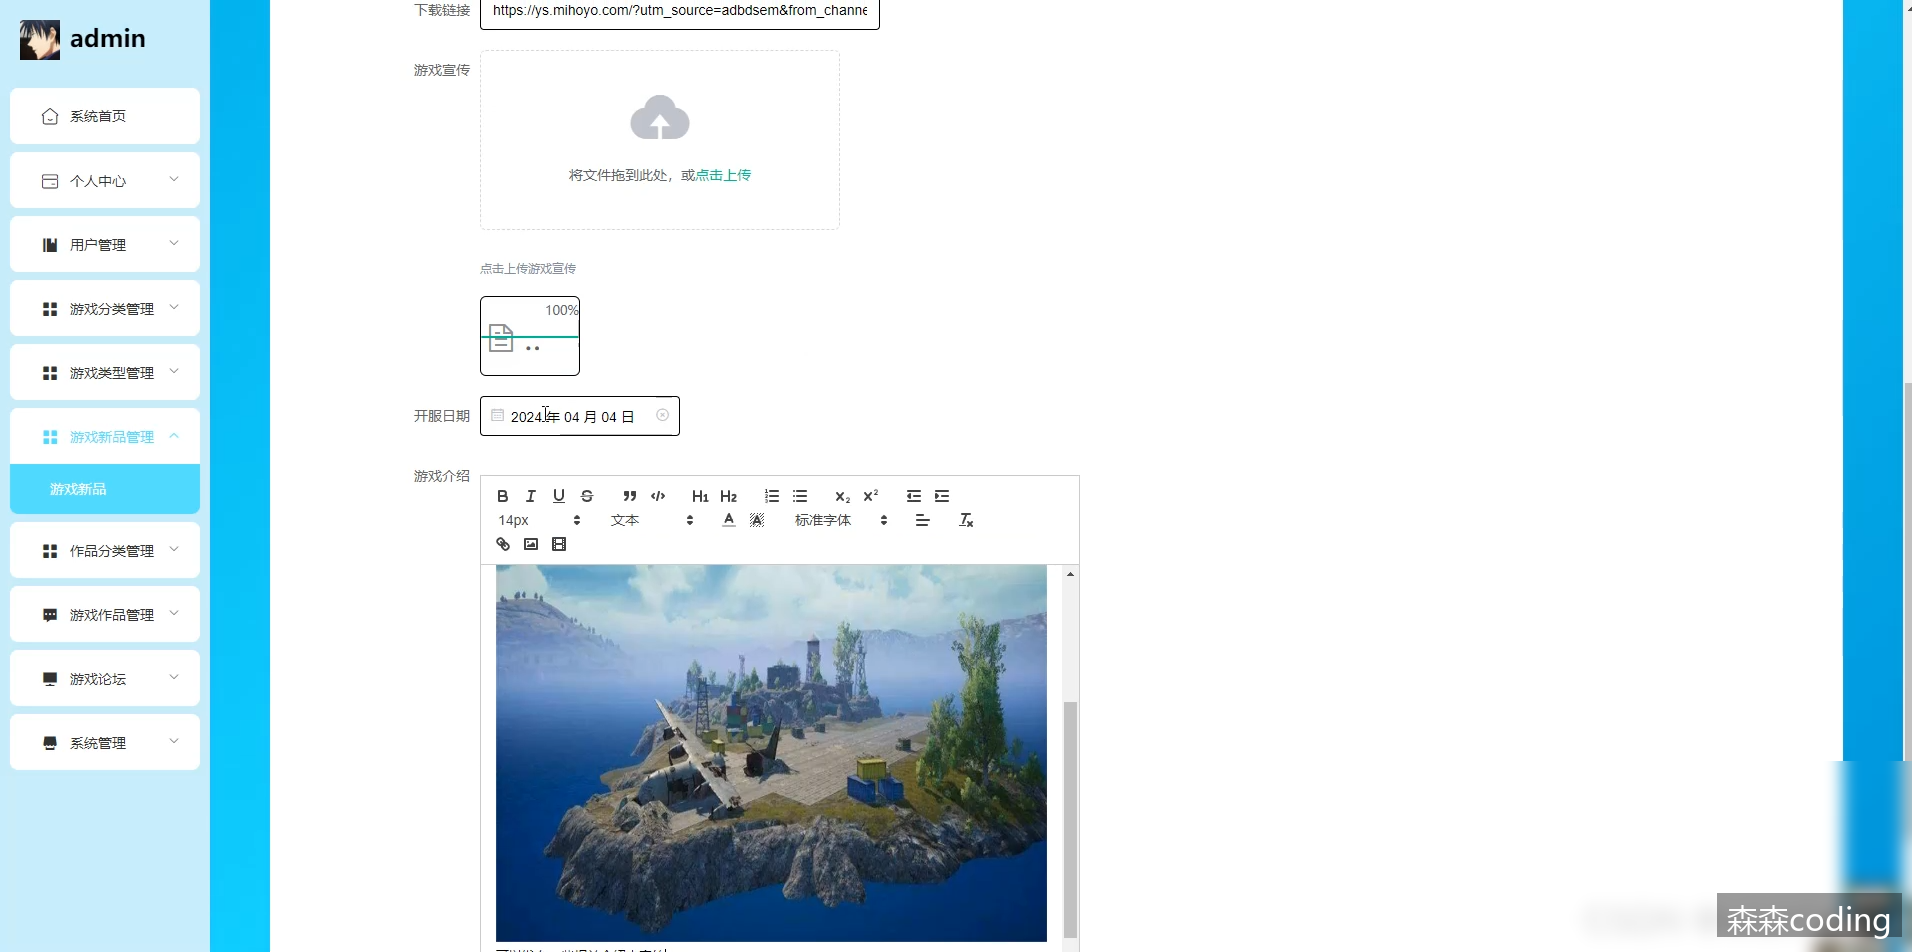 admin
系统首页
个人中心
用户管理
游戏分类管理
游戏类型管理
游戏新品管理
游戏新品
作品分类管理
游戏作品管理
游戏论坛
系统管理
下载链接
https://ys.mihoyo.com/?utm_source=adbdsem&from_channe
游戏宣传
将文件拖到此处，或点击上传
点击上传游戏宣传
100%
开服日期
2024 年 04 月 04 日
游戏介绍
B I U S H1 H2 X2 X2
14px 文本 A A 标准字体 Tx
森森coding